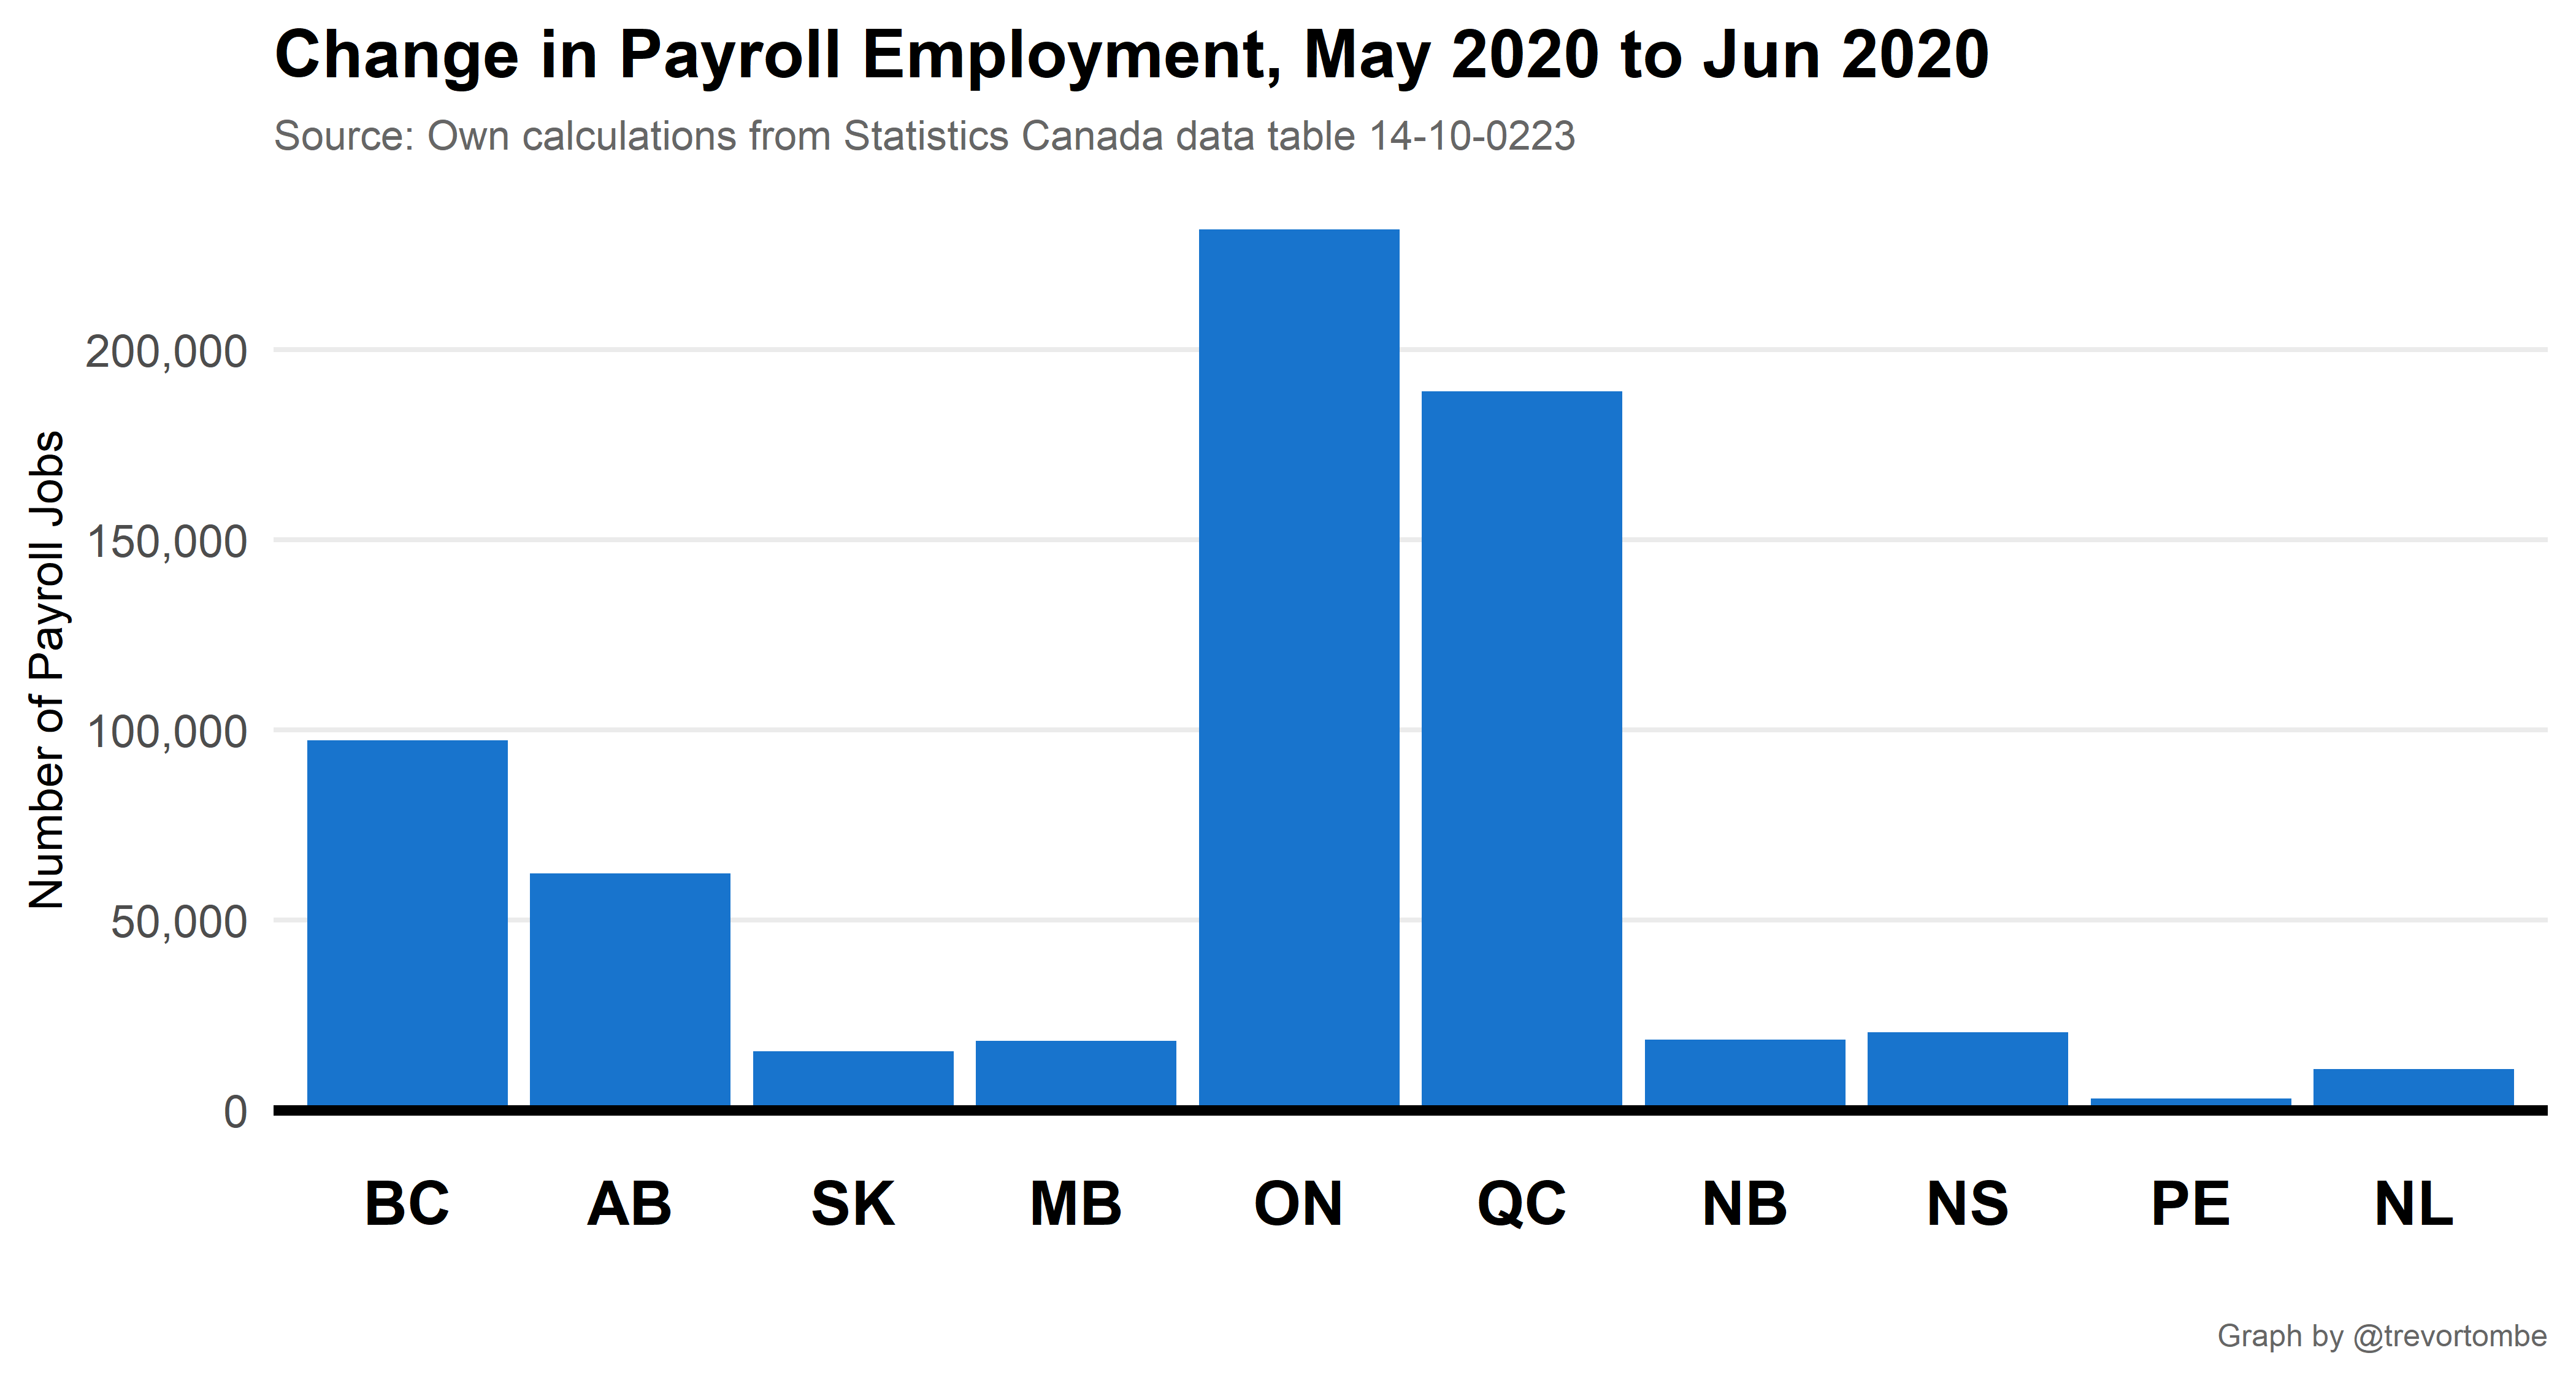 Change in Payroll Employment, May 2020 to Jun 2020
Source: Own calculations from Statistics Canada data table 14-10-0223
Number of Payroll Jobs
200,000
150,000
100,000
50,000
0
BC AB SK MB ON QC NB NS PE NL
Graph by @trevortombe